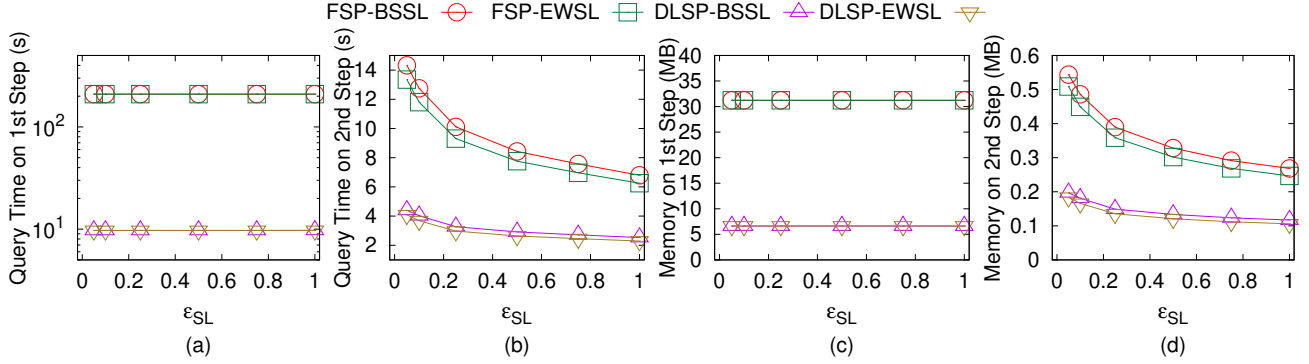 FSP-BSSL FSP-EWSL DLSP-BSSL DLSP-EWSL
Query Time on 1st Step (s)
10^2
10^1
0 0.2 0.4 0.6 0.8 1
ε_SL
(a)
Query Time on 2nd Step (s)
14
12
10
8
6
4
2
0 0.2 0.4 0.6 0.8 1
ε_SL
(b)
Memory on 1st Step (MB)
40
35
30
25
20
15
10
5
0
0 0.2 0.4 0.6 0.8 1
ε_SL
(c)
Memory on 2nd Step (MB)
0.6
0.5
0.4
0.3
0.2
0.1
0
0 0.2 0.4 0.6 0.8 1
ε_SL
(d)